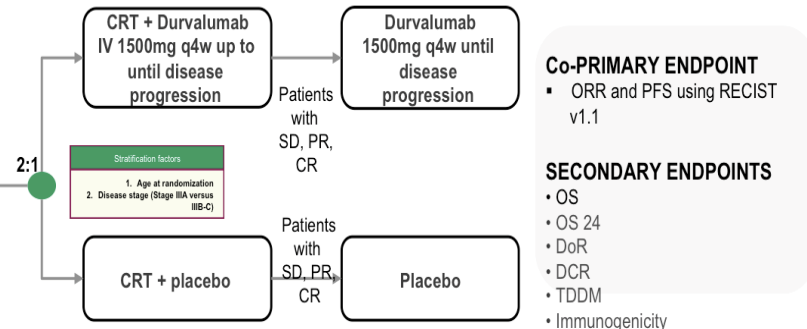 CRT + Durvalumab
IV 1500mg q4w up to
until disease
progression
Durvalumab
1500mg q4w until
disease
progression
Patients
with
SD, PR,
CR
2:1
Stratification factors
1. Age at randomization
2. Disease stage (Stage IIIA versus
IIIB-C)
Patients
with
SD, PR,
CR
CRT + placebo
Placebo
Co-PRIMARY ENDPOINT
▪ ORR and PFS using RECIST
v1.1
SECONDARY ENDPOINTS
• OS
• OS 24
• DoR
• DCR
• TDDM
• Immunogenicity